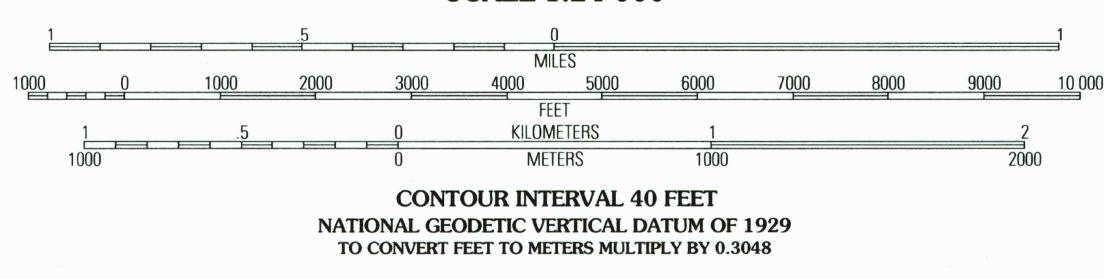 1 .5 0 1
MILES
1000 0 1000 2000 3000 4000 5000 6000 7000 8000 9000 10 000
FEET
1 .5 0 KILOMETERS 1 2
1000 0 METERS 1000 2000
CONTOUR INTERVAL 40 FEET
NATIONAL GEODETIC VERTICAL DATUM OF 1929
TO CONVERT FEET TO METERS MULTIPLY BY 0.3048